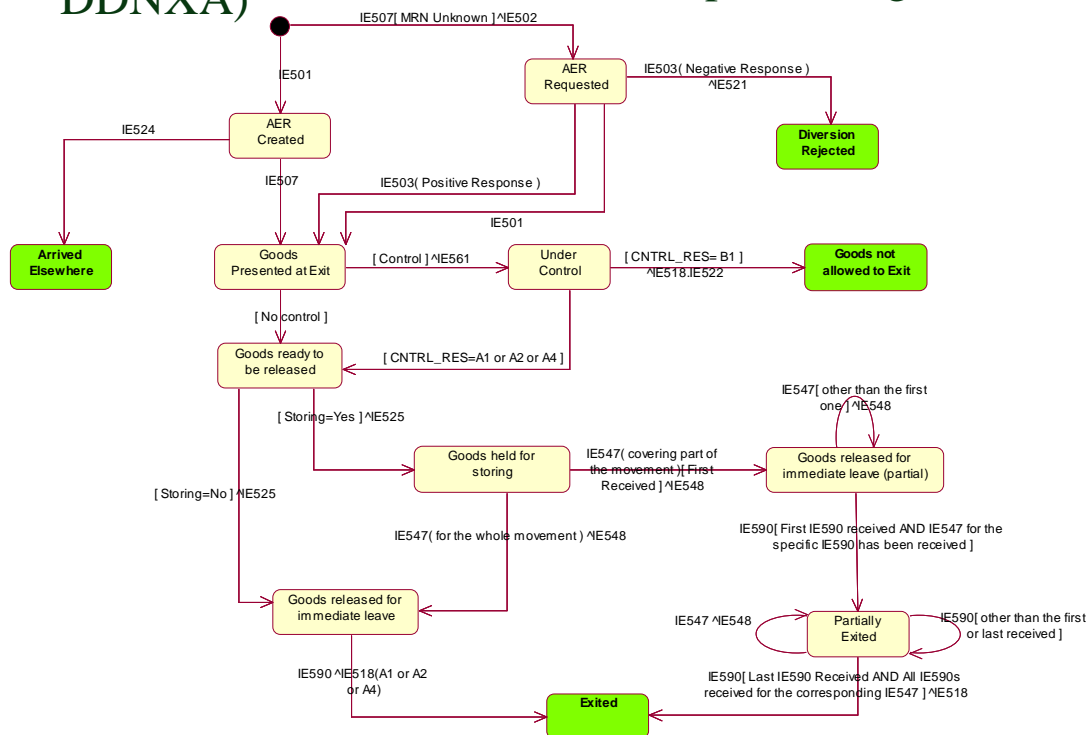 DDNXA)
IE507[ MRN Unknown ]^IE502
IE501
AER
Requested
IE503( Negative Response )
^IE521
AER
Created
IE524
Diversion
Rejected
IE507
IE503( Positive Response )
IE501
Arrived
Elsewhere
Goods
Presented at Exit
[ Control ] ^IE561
Under
Control
[ CNTRL_RES= B1 ]
^IE518.IE522
Goods not
allowed to Exit
[ No control ]
Goods ready to
be released
[ CNTRL_RES=A1 or A2 or A4 ]
IE547[ other than the first
one ] ^IE548
[ Storing=Yes ] ^IE525
Goods held for
storing
IE547( covering part of
the movement )[ First
Received ] ^IE548
Goods released for
immediate leave (partial)
[ Storing=No ] ^IE525
IE547( for the whole movement ) ^IE548
IE590[ First IE590 received AND IE547 for the
specific IE590 has been received ]
Goods released for
immediate leave
IE547 ^IE548
Partially
Exited
IE590[ other than the first
or last received ]
IE590 ^IE518(A1 or A2
or A4)
IE590[ Last IE590 Received AND All IE590s
received for the corresponding IE547 ] ^IE518
Exited